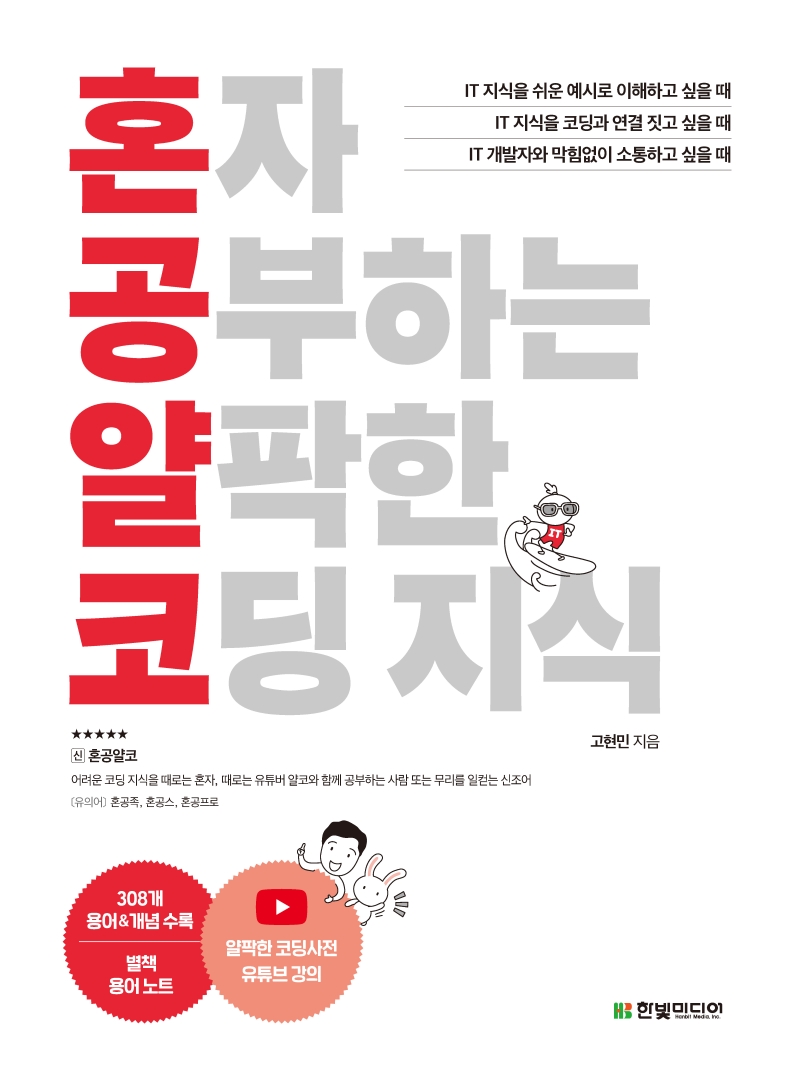 IT 지식을 쉬운 예시로 이해하고 싶을 때
IT 지식을 코딩과 연결 짓고 싶을 때
IT 개발자와 막힘없이 소통하고 싶을 때
혼자
공부하는
얄팍한
코딩 지식
IT
고현민 지음
★★★★★
신 혼공얄코
어려운 코딩 지식을 때로는 혼자, 때로는 유튜버 얄코와 함께 공부하는 사람 또는 무리를 일컫는 신조어
[유의어] 혼공족, 혼공스, 혼공프로
308개
용어&개념 수록
별책
용어 노트
얄팍한 코딩사전
유튜브 강의
HB 한빛미디어
Hanbit Media, Inc.